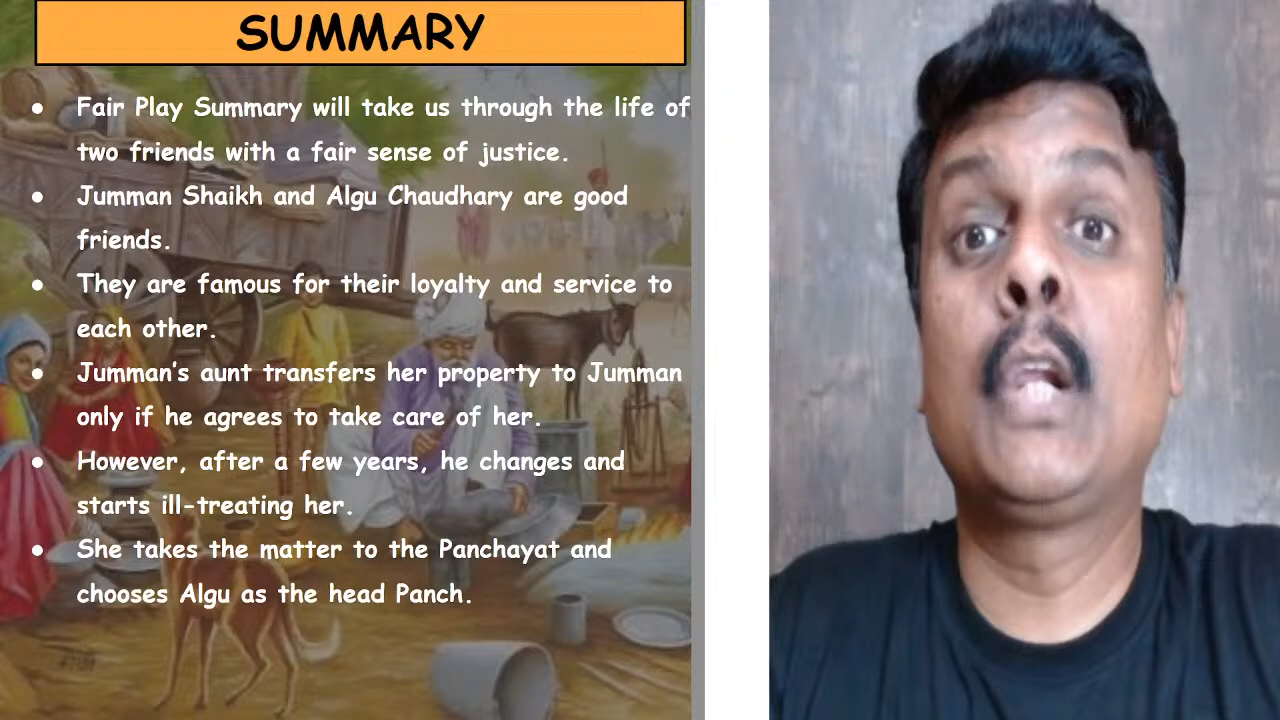 SUMMARY
● Fair Play Summary will take us through the life of
two friends with a fair sense of justice.
● Jumman Shaikh and Algu Chaudhary are good
friends.
● They are famous for their loyalty and service to
each other.
● Jumman's aunt transfers her property to Jumman
only if he agrees to take care of her.
● However, after a few years, he changes and
starts ill-treating her.
● She takes the matter to the Panchayat and
chooses Algu as the head Panch.